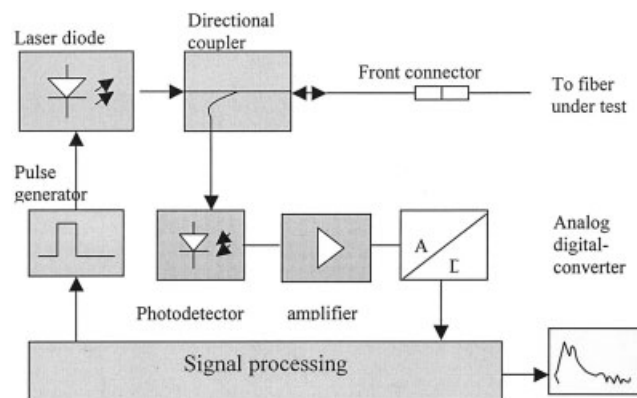 Directional
coupler
Laser diode
Front connector
To fiber
under test
Pulse
generator
Analog
digital-
converter
A
Photodetector
amplifier
Signal processing